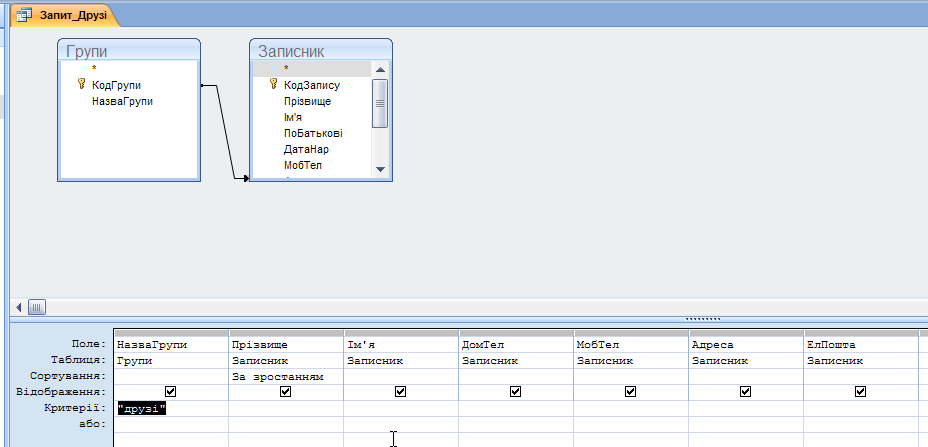 Запит_Друзі
Групи
*
КодГрупи
НазваГрупи
Записник
*
КодЗапису
Прізвище
Ім'я
ПоБатькові
ДатаНар
МобТел
Поле: НазваГрупи Прізвище Ім'я ДомТел МобТел Адреса ЕлПошта
Таблиця: Групи Записник Записник Записник Записник Записник Записник
Сортування: За зростанням
Відображення:
Критерії: "друзі"
або: